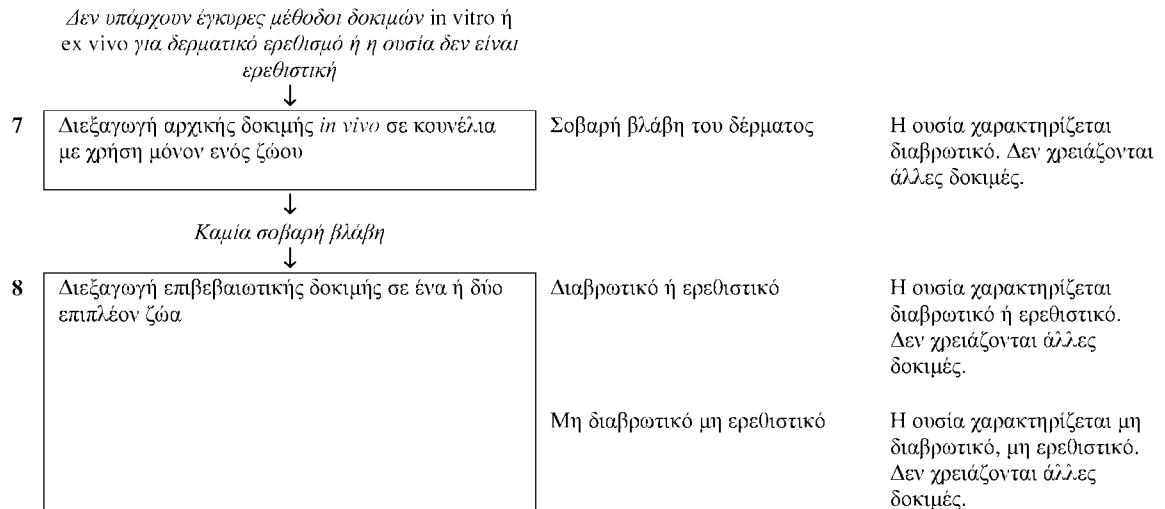 Δεν υπάρχουν έγκυρες μέθοδοι δοκιμών in vitro ή
ex vivo για δερματικό ερεθισμό ή η ουσία δεν είναι
ερεθιστική
↓
7 Διεξαγωγή αρχικής δοκιμής in vivo σε κουνέλια
με χρήση μόνον ενός ζώου
Σοβαρή βλάβη του δέρματος
Η ουσία χαρακτηρίζεται
διαβρωτικό. Δεν χρειάζονται
άλλες δοκιμές.
↓
Καμία σοβαρή βλάβη
↓
8 Διεξαγωγή επιβεβαιωτικής δοκιμής σε ένα ή δύο
επιπλέον ζώα
Διαβρωτικό ή ερεθιστικό
Η ουσία χαρακτηρίζεται
διαβρωτικό ή ερεθιστικό.
Δεν χρειάζονται άλλες
δοκιμές.
Μη διαβρωτικό μη ερεθιστικό
Η ουσία χαρακτηρίζεται μη
διαβρωτικό, μη ερεθιστικό.
Δεν χρειάζονται άλλες
δοκιμές.